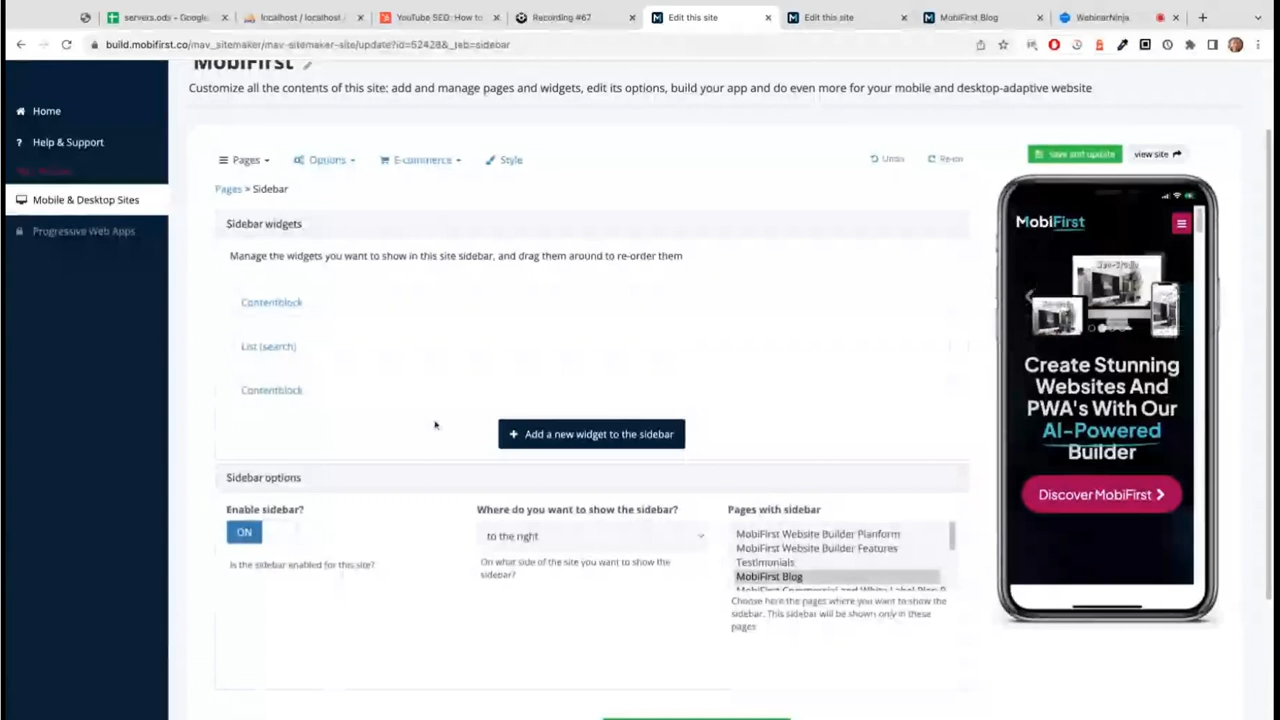 servers.ods - Google
localhost / localhost
YouTube SEO: How to
Recording #67
Edit this site
Edit this site
MobiFirst Blog
WebinarNinja
build.mobifirst.co/mav_sitemaker/mav-sitemaker-site/update?id=52428&_teb=sidebar
MobiFirst
Customize all the contents of this site: add and manage pages and widgets, edit its options, build your app and do even more for your mobile and desktop-adaptive website
Home
? Help & Support
Mobile & Desktop Sites
Progressive Web Apps
Pages
Options
E-commerce
Style
Undo
Save and update
view site
Pages > Sidebar
Sidebar widgets
Manage the widgets you want to show in this site sidebar, and drag them around to re-order them
Contentblock
List (search)
Contentblock
+ Add a new widget to the sidebar
Sidebar options
Enable sidebar?
ON
Is the sidebar enabled for this site?
Where do you want to show the sidebar?
to the right
On what side of the site you want to show the
sidebar?
Pages with sidebar
MobiFirst Website Builder Planform
MobiFirst Website Builder Features
Testimonials
MobiFirst Blog
MobiFirst Commercial and White Label Plan
Choose here the pages where you want to show the
sidebar. This sidebar will be shown only in these
pages
MobiFirst
Create Stunning
Websites And
PWA's With Our
AI-Powered
Builder
Discover MobiFirst